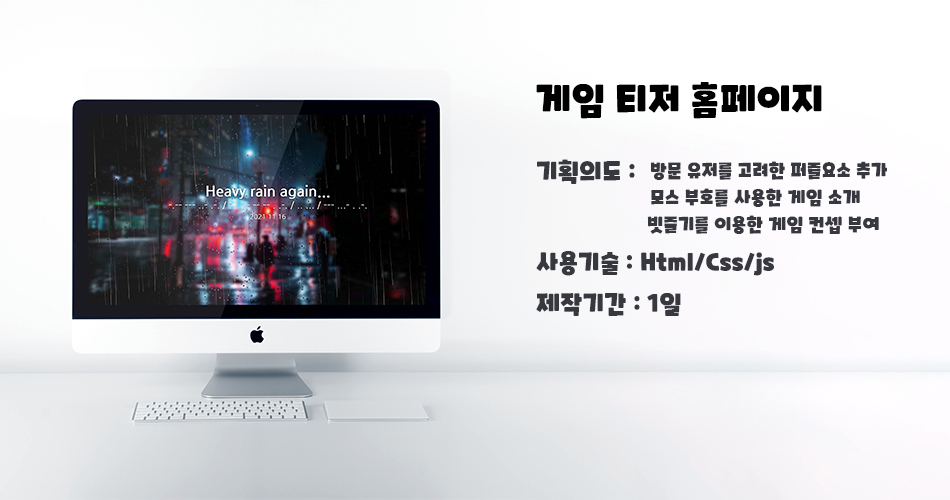 게임 티저 홈페이지
기획의도 : 방문 유저를 고려한 퍼즐요소 추가
모스 부호를 사용한 게임 소개
빗줄기를 이용한 게임 컨셉 부여
사용기술 : Html/Css/js
제작기간 : 1일
Heavy rain again...
2021.11.16